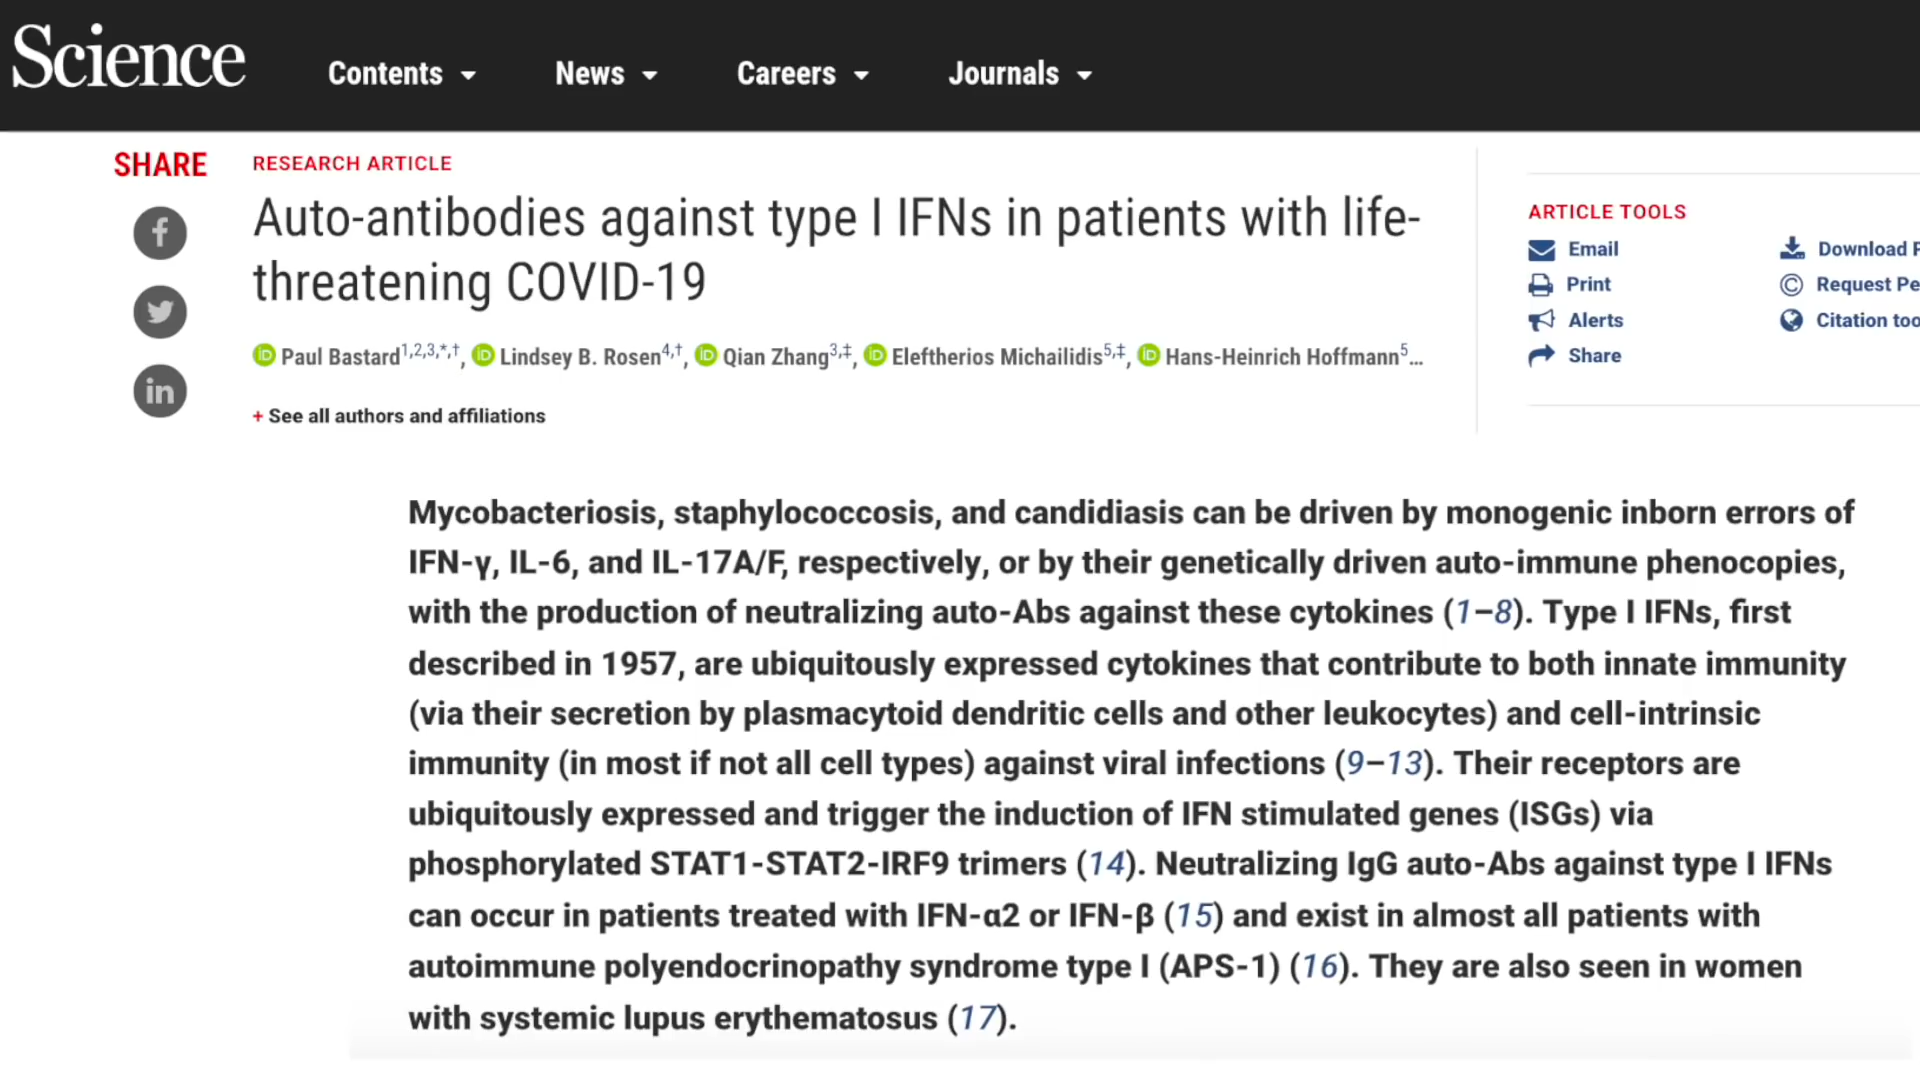 Science
Contents
News
Careers
Journals
SHARE
RESEARCH ARTICLE
Auto-antibodies against type I IFNs in patients with life-
threatening COVID-19
Paul Bastard1,2,3,*,†, Lindsey B. Rosen4,†, Qian Zhang3,‡, Eleftherios Michailidis5,‡, Hans-Heinrich Hoffmann5...
+ See all authors and affiliations
ARTICLE TOOLS
Email
Download P
Print
© Request Pe
Alerts
Citation too
Share
Mycobacteriosis, staphylococcosis, and candidiasis can be driven by monogenic inborn errors of
IFN-γ, IL-6, and IL-17A/F, respectively, or by their genetically driven auto-immune phenocopies,
with the production of neutralizing auto-Abs against these cytokines (1–8). Type I IFNs, first
described in 1957, are ubiquitously expressed cytokines that contribute to both innate immunity
(via their secretion by plasmacytoid dendritic cells and other leukocytes) and cell-intrinsic
immunity (in most if not all cell types) against viral infections (9–13). Their receptors are
ubiquitously expressed and trigger the induction of IFN stimulated genes (ISGs) via
phosphorylated STAT1-STAT2-IRF9 trimers (14). Neutralizing IgG auto-Abs against type I IFNs
can occur in patients treated with IFN-α2 or IFN-β (15) and exist in almost all patients with
autoimmune polyendocrinopathy syndrome type I (APS-1) (16). They are also seen in women
with systemic lupus erythematosus (17).